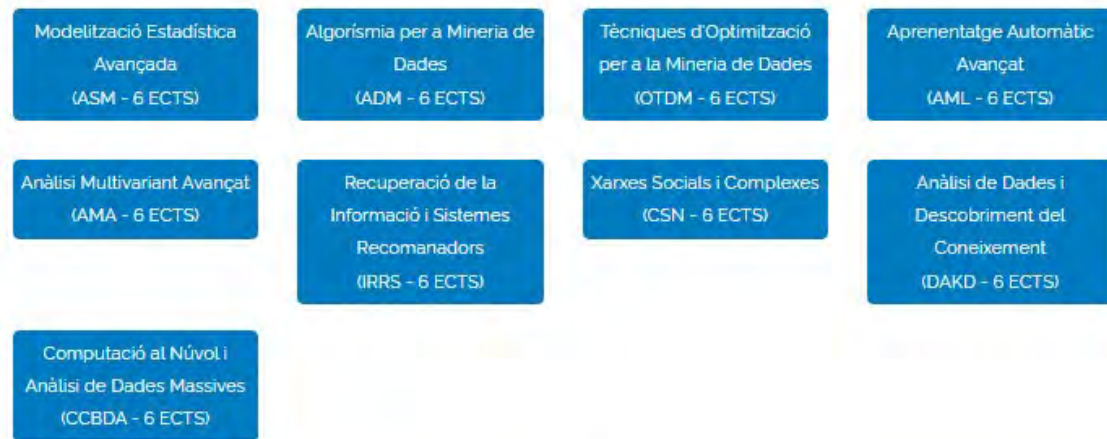 Modelització Estadística
Avançada
(ASM - 6 ECTS)
Algorísmia per a Mineria de
Dades
(ADM - 6 ECTS)
Tècniques d'Optimització
per a la Mineria de Dades
(OTDM - 6 ECTS)
Aprenentatge Automàtic
Avançat
(AML - 6 ECTS)
Anàlisi Multivariant Avançat
(AMA - 6 ECTS)
Recuperació de la
Informació i Sistemes
Recomanadors
(IRRS - 6 ECTS)
Xarxes Socials i Complexes
(CSN - 6 ECTS)
Anàlisi de Dades i
Descobriment del
Coneixement
(DAKD - 6 ECTS)
Computació al Núvol i
Anàlisi de Dades Massives
(CCBDA - 6 ECTS)